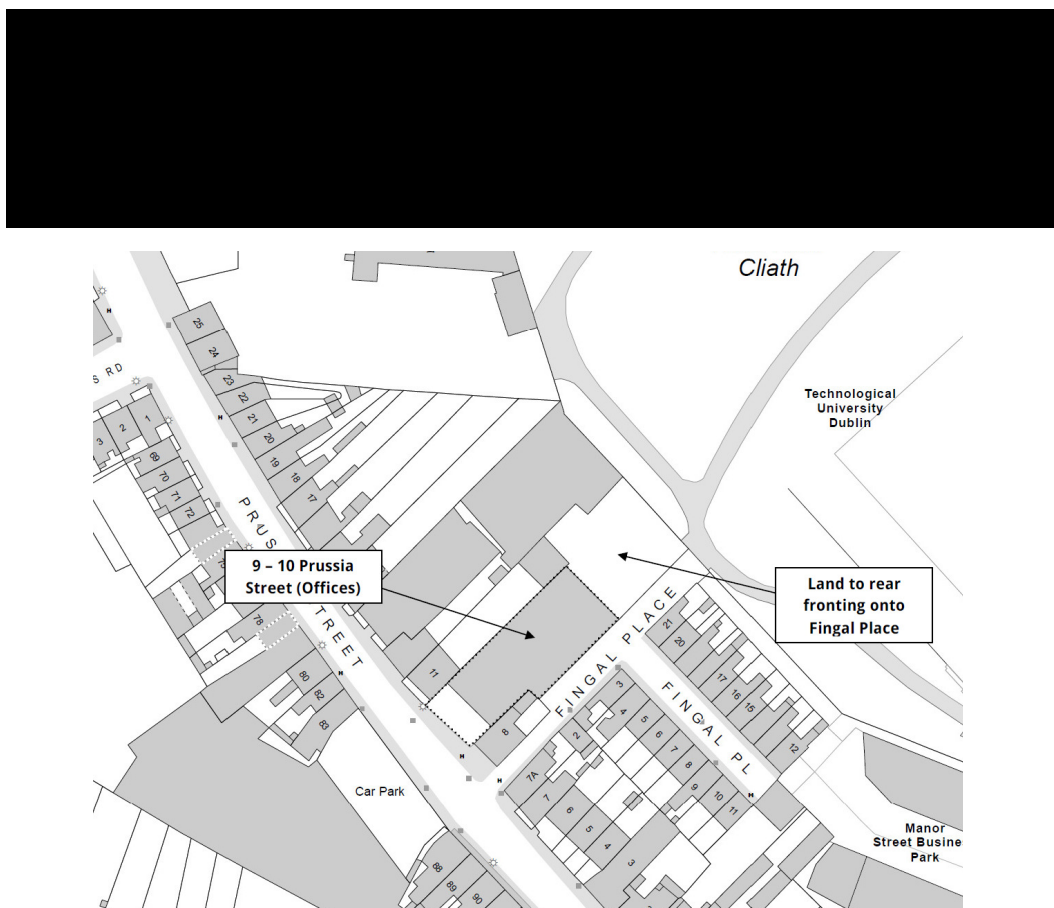 Cliath
Technological
University
Dublin
S RD
25
24
23
22
21
20
19
18
17
1
2
3
69
70
71
72
PRUS
STREET
9 – 10 Prussia
Street (Offices)
Land to rear
fronting onto
Fingal Place
78
80
82
83
11
8
FINGAL PLACE
FINGAL PL
21
20
17
16
15
12
3
4
5
6
7
8
9
10
11
2
7A
7
6
5
4
3
Car Park
88
89
90
Manor
Street Busine
Park
H
H
H
H
H
H